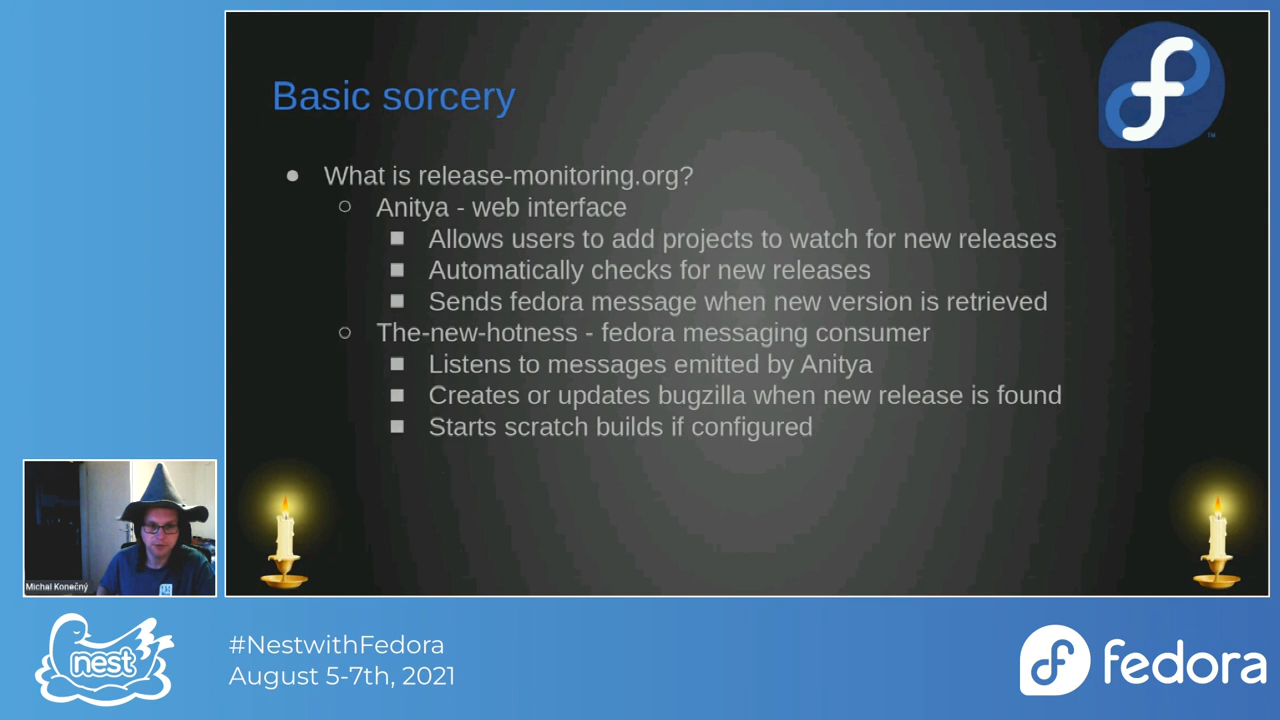 Basic sorcery
What is release-monitoring.org?
Anitya - web interface
Allows users to add projects to watch for new releases
Automatically checks for new releases
Sends fedora message when new version is retrieved
The-new-hotness - fedora messaging consumer
Listens to messages emitted by Anitya
Creates or updates bugzilla when new release is found
Starts scratch builds if configured
Michal Konečný
nest
#NestwithFedora
August 5-7th, 2021
fedora
TM